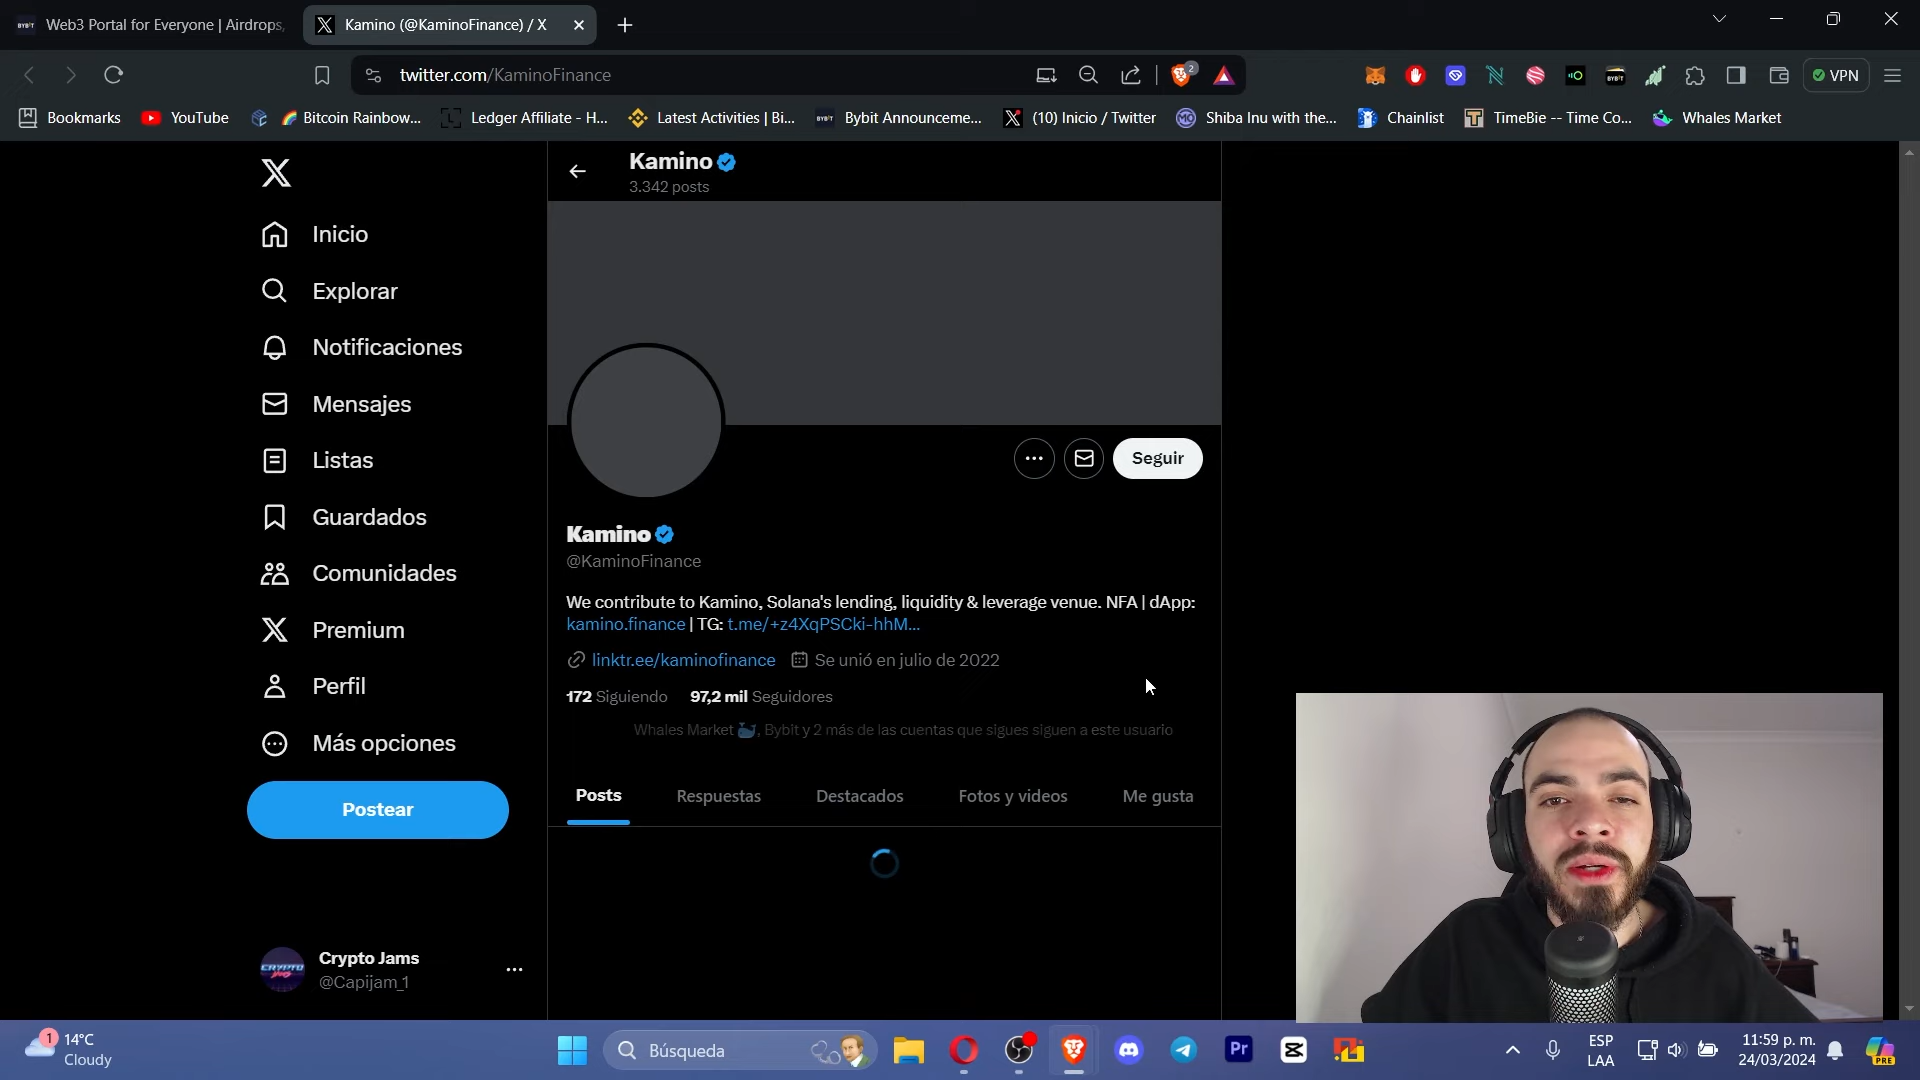 Web3 Portal for Everyone | Airdrops,
Kamino (@KaminoFinance) / X
twitter.com/KaminoFinance
2
VPN
Bookmarks
YouTube
Bitcoin Rainbow...
Ledger Affiliate - H...
Latest Activities | Bi...
Bybit Announceme...
(10) Inicio / Twitter
Shiba Inu with the...
Chainlist
TimeBie -- Time Co...
Whales Market
Kamino
3.342 posts
Inicio
Explorar
Notificaciones
Mensajes
Listas
Guardados
Comunidades
Premium
Perfil
Más opciones
Postear
Crypto Jams
@Capijam_1
Seguir
Kamino
@KaminoFinance
We contribute to Kamino, Solana's lending, liquidity & leverage venue. NFA | dApp:
kamino.finance | TG: t.me/+z4XqPSCki-hhM...
linktr.ee/kaminofinance Se unió en julio de 2022
172 Siguiendo 97,2 mil Seguidores
Whales Market 🐳, Bybit y 2 más de las cuentas que sigues siguen a este usuario
Posts
Respuestas
Destacados
Fotos y videos
Me gusta
1
14°C
Cloudy
Búsqueda
Pr
ESP
LAA
11:59 p. m.
24/03/2024
PRE